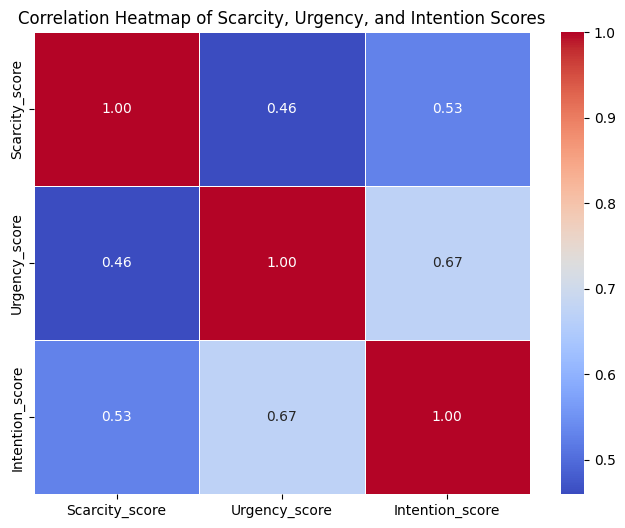 Correlation Heatmap of Scarcity, Urgency, and Intention Scores
Scarcity_score
1.00
0.46
0.53
Urgency_score
0.46
1.00
0.67
Intention_score
0.53
0.67
1.00
Scarcity_score
Urgency_score
Intention_score
1.0
0.9
0.8
0.7
0.6
0.5